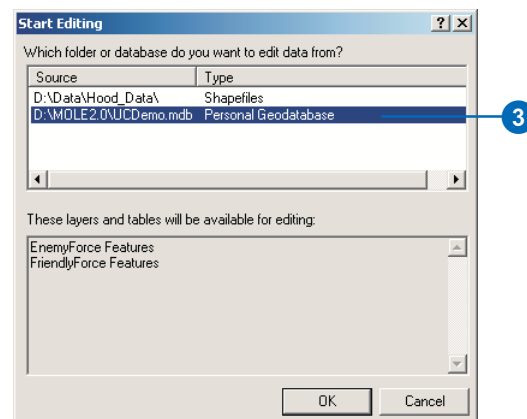 Start Editing
Which folder or database do you want to edit data from?
Source Type
D:\Data\Hood_Data\ Shapefiles
D:\MOLE2.0\UCDemo.mdb Personal Geodatabase
3
These layers and tables will be available for editing:
EnemyForce Features
FriendlyForce Features
OK Cancel